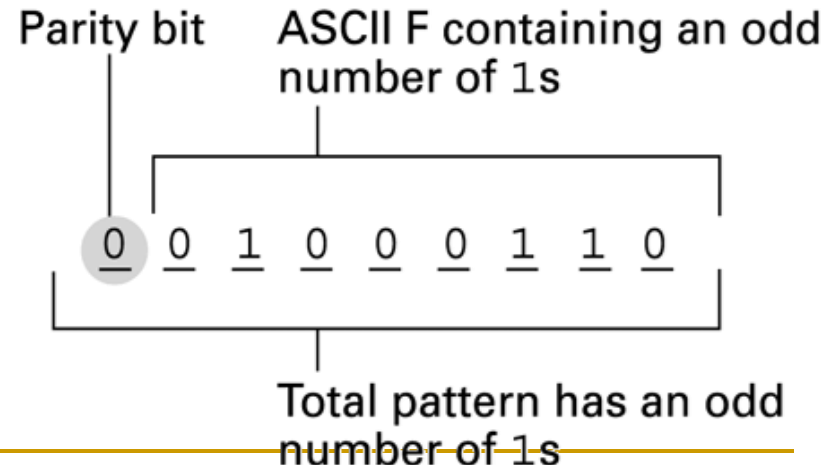 Parity bit
ASCII F containing an odd
number of 1s
0 0 1 0 0 0 1 1 0
Total pattern has an odd
number of 1s